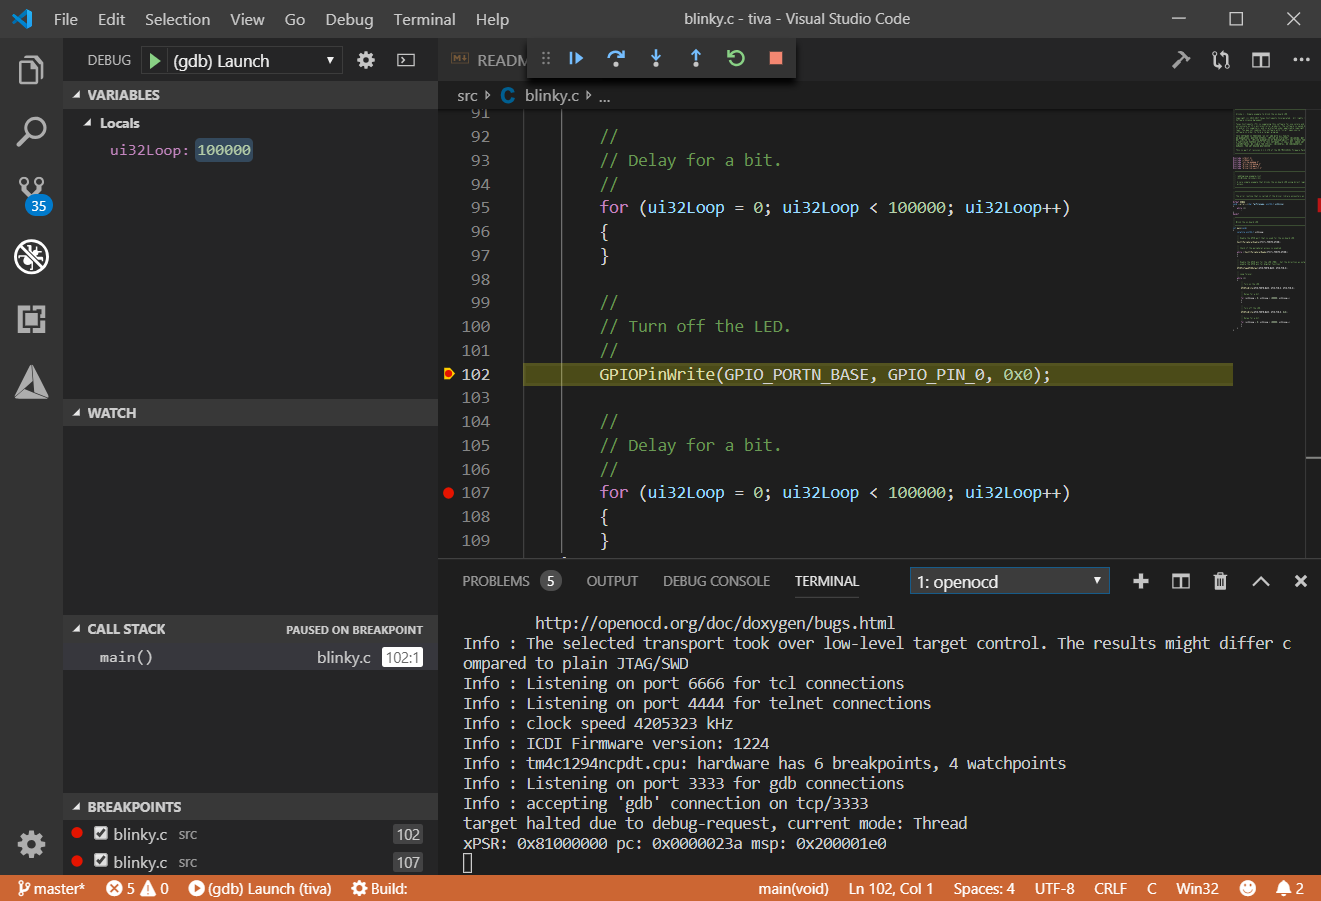 File Edit Selection View Go Debug Terminal Help blinky.c - tiva - Visual Studio Code
DEBUG (gdb) Launch
VARIABLES
Locals
ui32Loop: 100000
WATCH
CALL STACK PAUSED ON BREAKPOINT
main() blinky.c 102:1
BREAKPOINTS
blinky.c src 102
blinky.c src 107
35
READM
src blinky.c ...
91
92 //
93 // Delay for a bit.
94 //
95 for (ui32Loop = 0; ui32Loop < 100000; ui32Loop++)
96 {
97 }
98
99 //
100 // Turn off the LED.
101 //
102 GPIOPinWrite(GPIO_PORTN_BASE, GPIO_PIN_0, 0x0);
103
104 //
105 // Delay for a bit.
106 //
107 for (ui32Loop = 0; ui32Loop < 100000; ui32Loop++)
108 {
109 }
PROBLEMS 5 OUTPUT DEBUG CONSOLE TERMINAL 1: openocd
http://openocd.org/doc/doxygen/bugs.html
Info : The selected transport took over low-level target control. The results might differ c
ompared to plain JTAG/SWD
Info : Listening on port 6666 for tcl connections
Info : Listening on port 4444 for telnet connections
Info : clock speed 4205323 kHz
Info : ICDI Firmware version: 1224
Info : tm4c1294ncpdt.cpu: hardware has 6 breakpoints, 4 watchpoints
Info : Listening on port 3333 for gdb connections
Info : accepting 'gdb' connection on tcp/3333
target halted due to debug-request, current mode: Thread
xPSR: 0x81000000 pc: 0x0000023a msp: 0x200001e0
master* 5 0 (gdb) Launch (tiva) Build: main(void) Ln 102, Col 1 Spaces: 4 UTF-8 CRLF C Win32 2